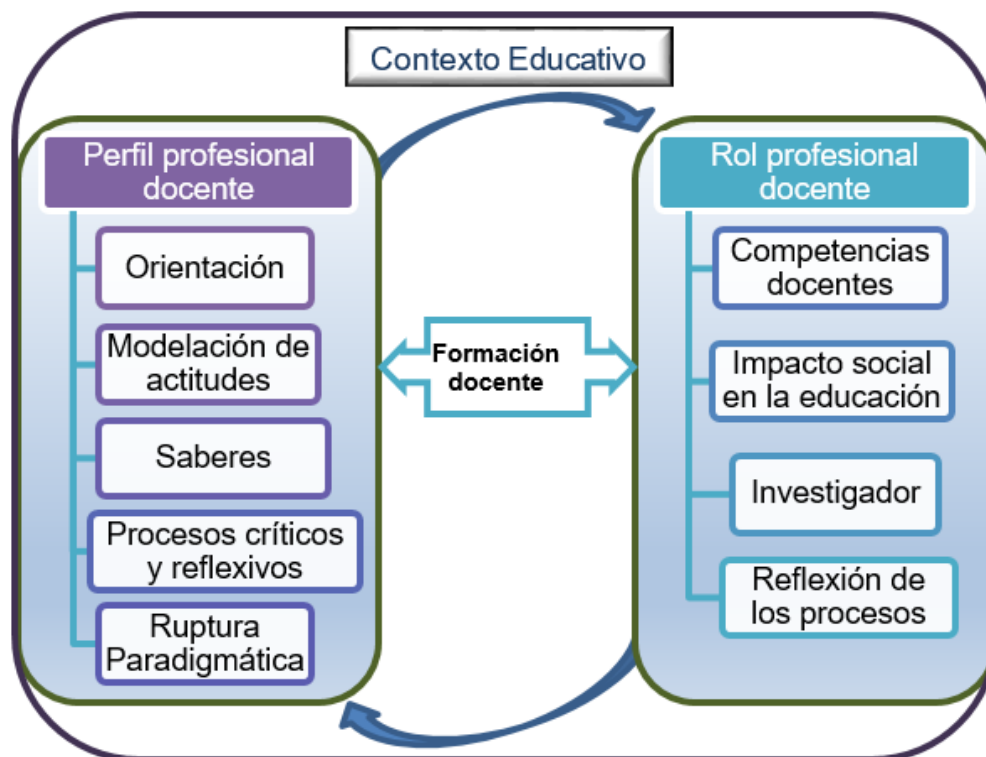 Contexto Educativo
Perfil profesional
docente
Orientación
Modelación de
actitudes
Saberes
Procesos críticos
y reflexivos
Ruptura
Paradigmática
Formación
docente
Rol profesional
docente
Competencias
docentes
Impacto social
en la educación
Investigador
Reflexión de
los procesos